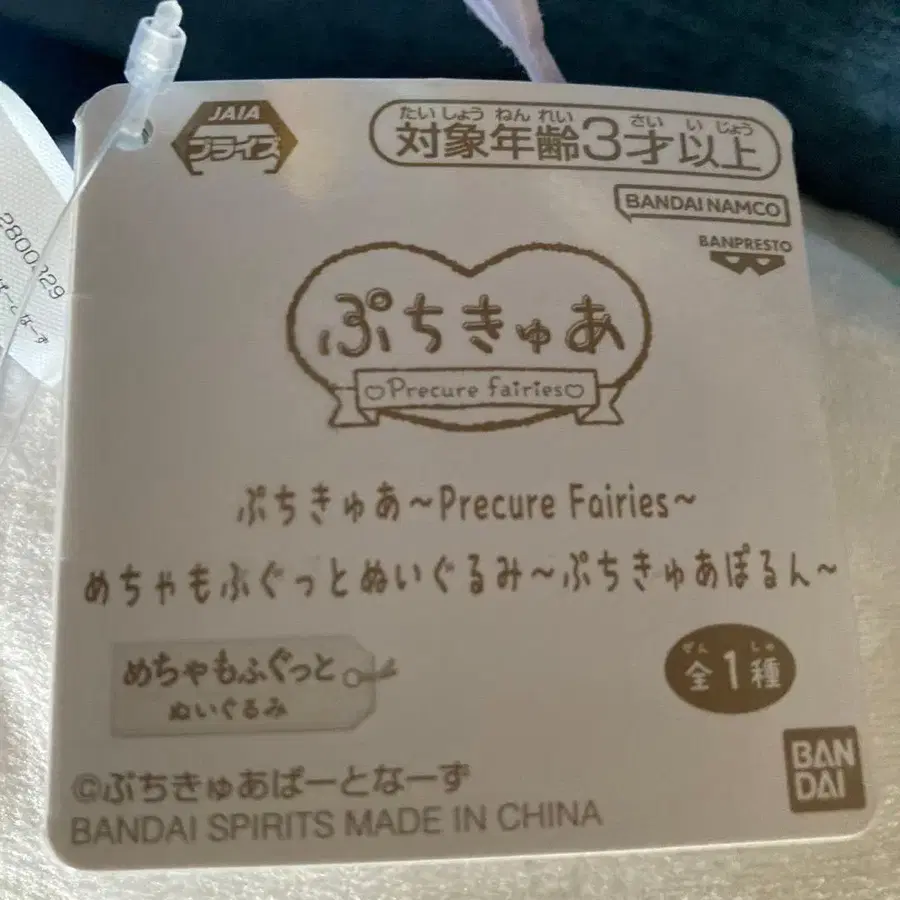 JAIA
プライズ
たいしょうねんれい さい い じょう
対象年齢3才以上
BANDAI NAMCO
BANPRESTO
ぷちきゅあ
♡Precure fairies♡
ぷちきゅあ～Precure Fairies～
めちゃもふぐっとぬいぐるみ～ぷちきゅあぽるん～
めちゃもふぐっと
ぬいぐるみ
ぜん しゅ
全1種
©ぷちきゅあぱーとなーず
BANDAI SPIRITS MADE IN CHINA
BAN
DAI